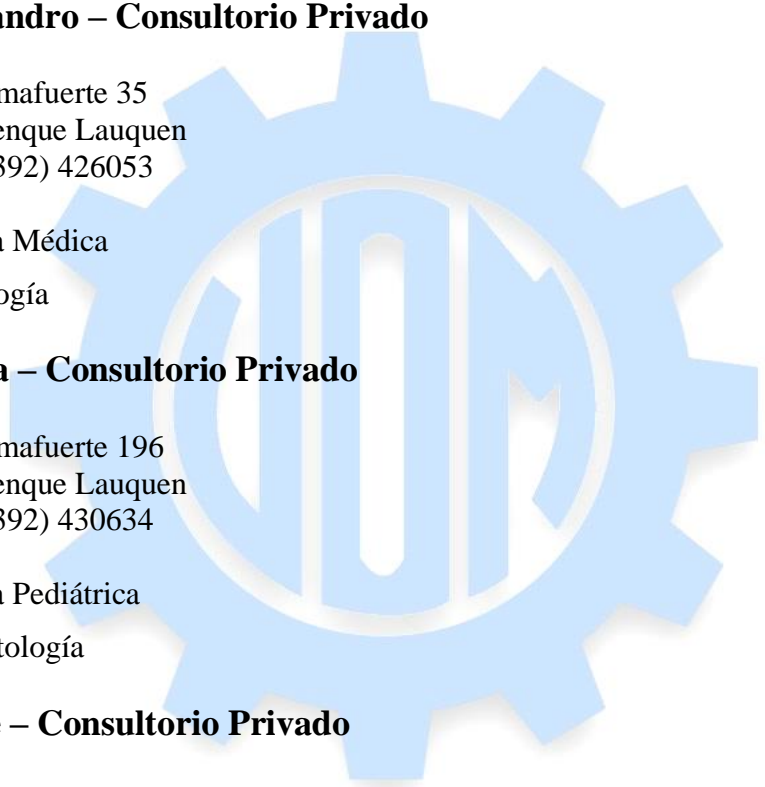 andro – Consultorio Privado
mafuerte 35
enque Lauquen
392) 426053
a Médica
ogía
a – Consultorio Privado
mafuerte 196
enque Lauquen
392) 430634
a Pediátrica
tología
e – Consultorio Privado
UOM